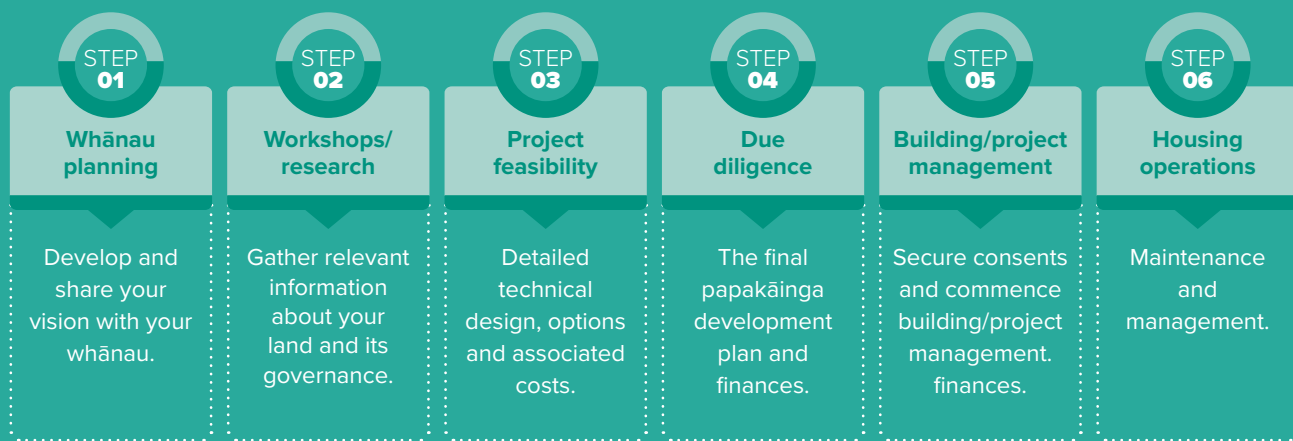 STEP
01
Whānau
planning
Develop and
share your
vision with your
whānau.
STEP
02
Workshops/
research
Gather relevant
information
about your
land and its
governance.
STEP
03
Project
feasibility
Detailed
technical
design, options
and associated
costs.
STEP
04
Due
diligence
The final
papakāinga
development
plan and
finances.
STEP
05
Building/project
management
Secure consents
and commence
building/project
management.
finances.
STEP
06
Housing
operations
Maintenance
and
management.